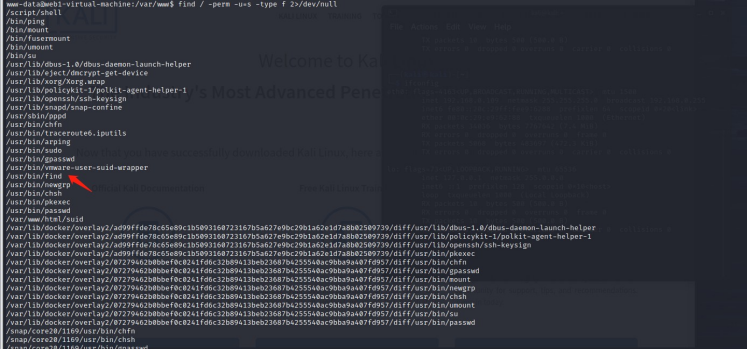 www-data@web1-virtual-machine:/var/www$ find / -perm -u=s -type f 2>/dev/null
/script/shell
/bin/ping
/bin/mount
/bin/fusermount
/bin/umount
/bin/su
/usr/lib/dbus-1.0/dbus-daemon-launch-helper
/usr/lib/eject/dmcrypt-get-device
/usr/lib/xorg/Xorg.wrap
/usr/lib/policykit-1/polkit-agent-helper-1
/usr/lib/openssh/ssh-keysign
/usr/lib/snapd/snap-confine
/usr/sbin/pppd
/usr/bin/chfn
/usr/bin/traceroute6.iputils
/usr/bin/arping
/usr/bin/sudo
/usr/bin/gpasswd
/usr/bin/vmware-user-suid-wrapper
/usr/bin/find
/usr/bin/newgrp
/usr/bin/chsh
/usr/bin/pkexec
/usr/bin/passwd
/var/www/html/suid
/var/lib/docker/overlay2/ad99ffde78c65e89c1b5093160723167b5a627e9bc29b1a62e1d7a8b02509739/diff/usr/lib/dbus-1.0/dbus-daemon-launch-helper
/var/lib/docker/overlay2/ad99ffde78c65e89c1b5093160723167b5a627e9bc29b1a62e1d7a8b02509739/diff/usr/lib/policykit-1/polkit-agent-helper-1
/var/lib/docker/overlay2/ad99ffde78c65e89c1b5093160723167b5a627e9bc29b1a62e1d7a8b02509739/diff/usr/lib/openssh/ssh-keysign
/var/lib/docker/overlay2/ad99ffde78c65e89c1b5093160723167b5a627e9bc29b1a62e1d7a8b02509739/diff/usr/bin/pkexec
/var/lib/docker/overlay2/07279462b0bbef0c0241fd6c32b89413beb23687b4255540ac9bba9a407fd957/diff/usr/bin/chfn
/var/lib/docker/overlay2/07279462b0bbef0c0241fd6c32b89413beb23687b4255540ac9bba9a407fd957/diff/usr/bin/gpasswd
/var/lib/docker/overlay2/07279462b0bbef0c0241fd6c32b89413beb23687b4255540ac9bba9a407fd957/diff/usr/bin/mount
/var/lib/docker/overlay2/07279462b0bbef0c0241fd6c32b89413beb23687b4255540ac9bba9a407fd957/diff/usr/bin/newgrp
/var/lib/docker/overlay2/07279462b0bbef0c0241fd6c32b89413beb23687b4255540ac9bba9a407fd957/diff/usr/bin/chsh
/var/lib/docker/overlay2/07279462b0bbef0c0241fd6c32b89413beb23687b4255540ac9bba9a407fd957/diff/usr/bin/umount
/var/lib/docker/overlay2/07279462b0bbef0c0241fd6c32b89413beb23687b4255540ac9bba9a407fd957/diff/usr/bin/su
/var/lib/docker/overlay2/07279462b0bbef0c0241fd6c32b89413beb23687b4255540ac9bba9a407fd957/diff/usr/bin/passwd
/snap/core20/1169/usr/bin/chfn
/snap/core20/1169/usr/bin/chsh
/snap/core20/1169/usr/bin/gpasswd